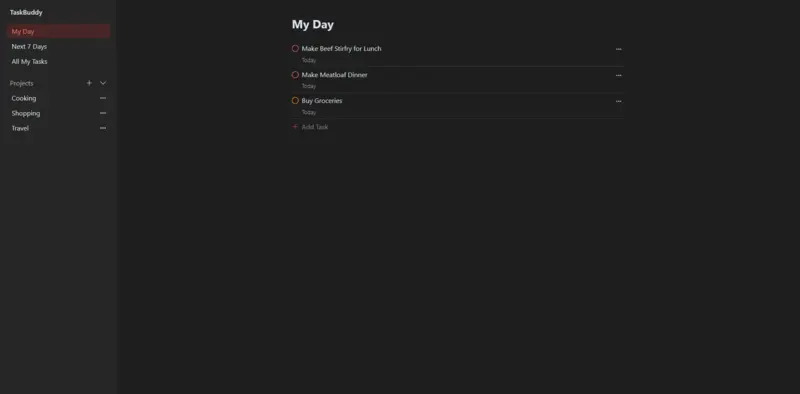 TaskBuddy
My Day
Next 7 Days
All My Tasks
Projects
Cooking
Shopping
Travel
My Day
Make Beef Stirfry for Lunch
Today
Make Meatloaf Dinner
Today
Buy Groceries
Today
Add Task